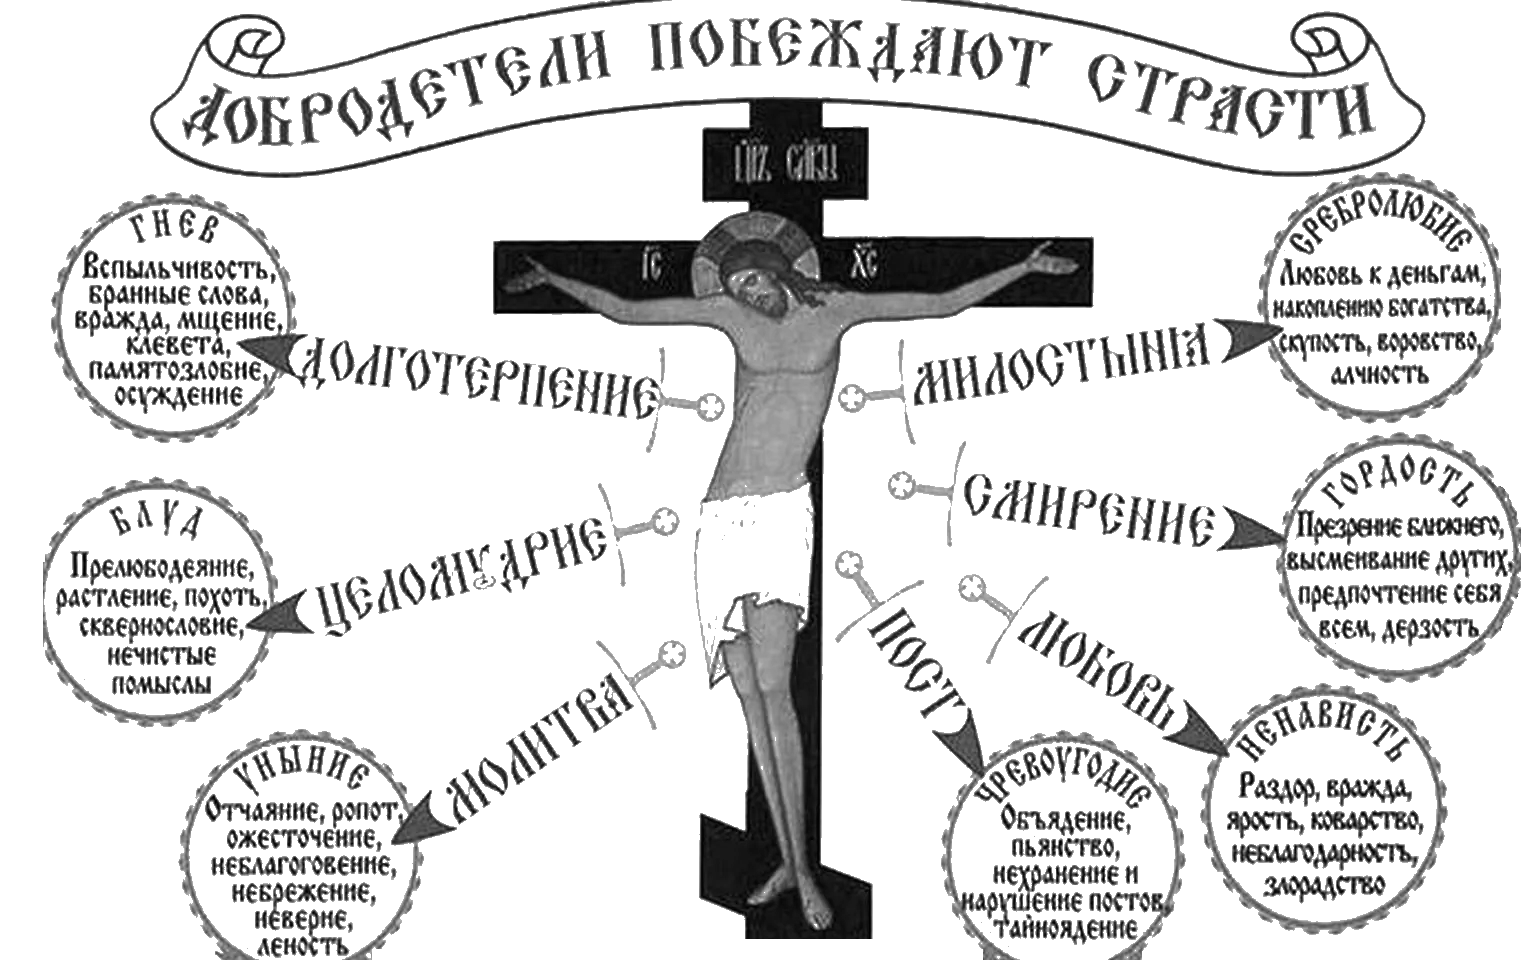 ДОБРОДЕТЕЛИ ПОБЕЖДАЮТ СТРАСТИ
IС ХС
ГНЕВ
Вспыльчивость,
бранные слова,
вражда, мщение,
клевета,
памятозлобие,
осуждение
ДОЛГОТЕРПЕНИЕ
БЛУД
Прелюбодеяние,
растление, похоть,
сквернословие,
нечистые
помыслы
ЦЕЛОМУДРИЕ
УНЫНИЕ
Отчаяние, ропот,
ожесточение,
неблагоговение,
небрежение,
неверие,
леность
МОЛИТВА
МИЛОСТЫНЯ
СРЕБРОЛЮБИЕ
Любовь к деньгам,
накоплению богатства,
скупость, воровство,
алчность
СМИРЕНИЕ
ГОРДОСТЬ
Презрение ближнего,
высмеивание других,
предпочтение себя
всем, дерзость
ПОСТ
ЧРЕВОУГОДИЕ
Объядение,
пьянство,
нехранение и
нарушение постов,
тайноядение
ЛЮБОВЬ
НЕНАВИСТЬ
Раздор, вражда,
ярость, коварство,
неблагодарность,
злорадство